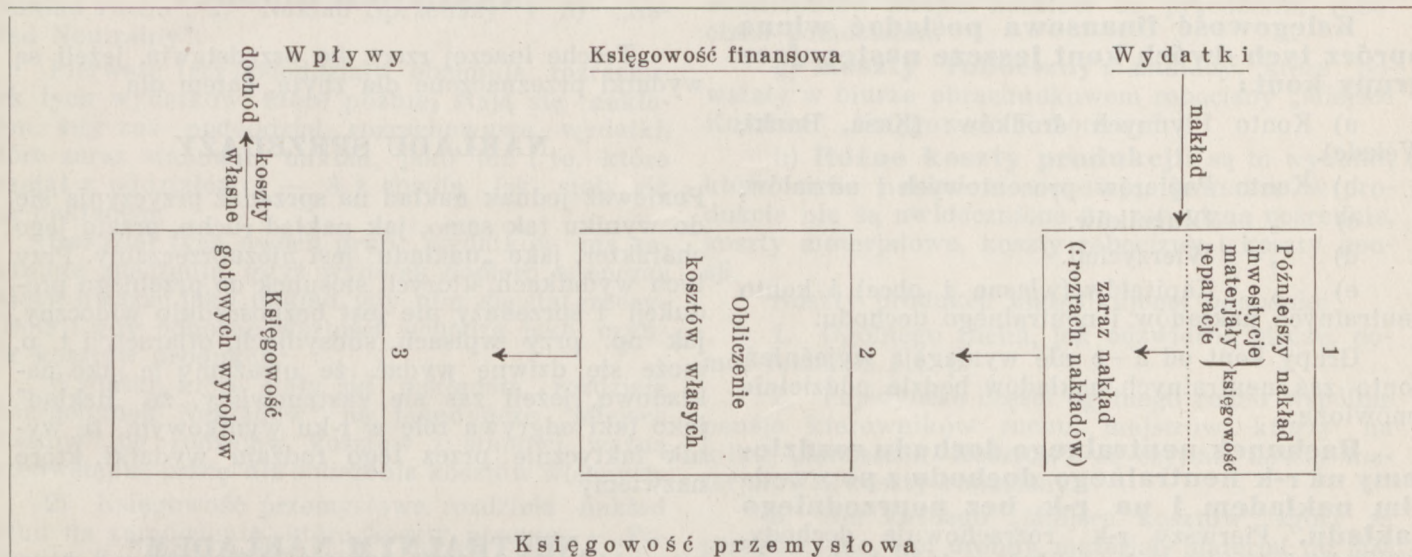 Wpływy
Księgowość finansowa
Wydatki
dochód
koszty
własne
nakład
3
Księgowość
gotowych wyrobów
2
Obliczenie
kosztów własych
1
Późniejszy nakład
inwestycje
materjały
reparacje
księgowość
zaraz nakład
(rozrach. nakładów)
Księgowość przemysłowa